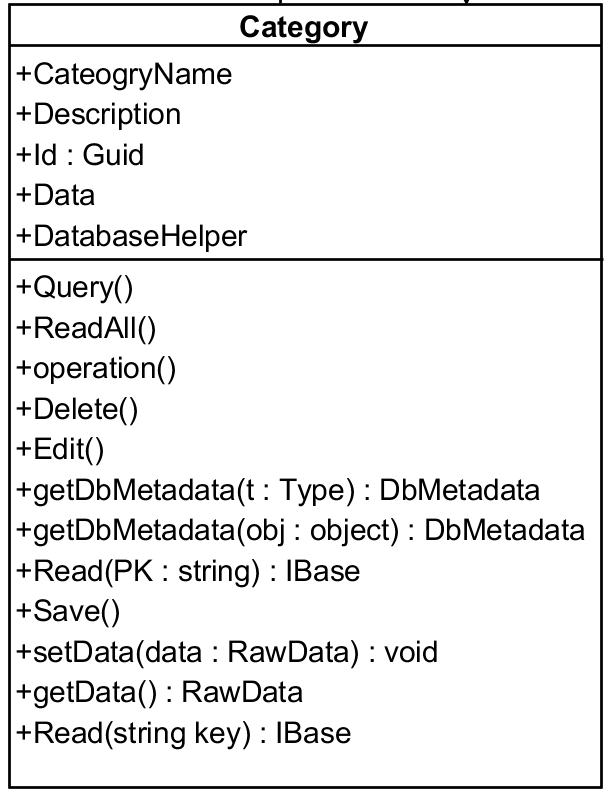 Category
+CateogryName
+Description
+Id : Guid
+Data
+DatabaseHelper
+Query()
+ReadAll()
+operation()
+Delete()
+Edit()
+getDbMetadata(t : Type) : DbMetadata
+getDbMetadata(obj : object) : DbMetadata
+Read(PK : string) : IBase
+Save()
+setData(data : RawData) : void
+getData() : RawData
+Read(string key) : IBase